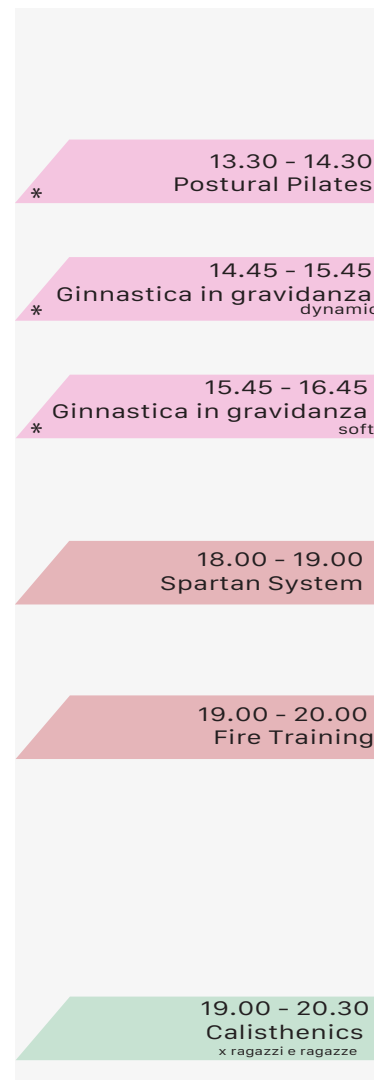 13.30 - 14.30
Postural Pilates
*
14.45 - 15.45
Ginnastica in gravidanza
dynamic
*
15.45 - 16.45
Ginnastica in gravidanza
soft
*
18.00 - 19.00
Spartan System
19.00 - 20.00
Fire Training
19.00 - 20.30
Calisthenics
x ragazzi e ragazze